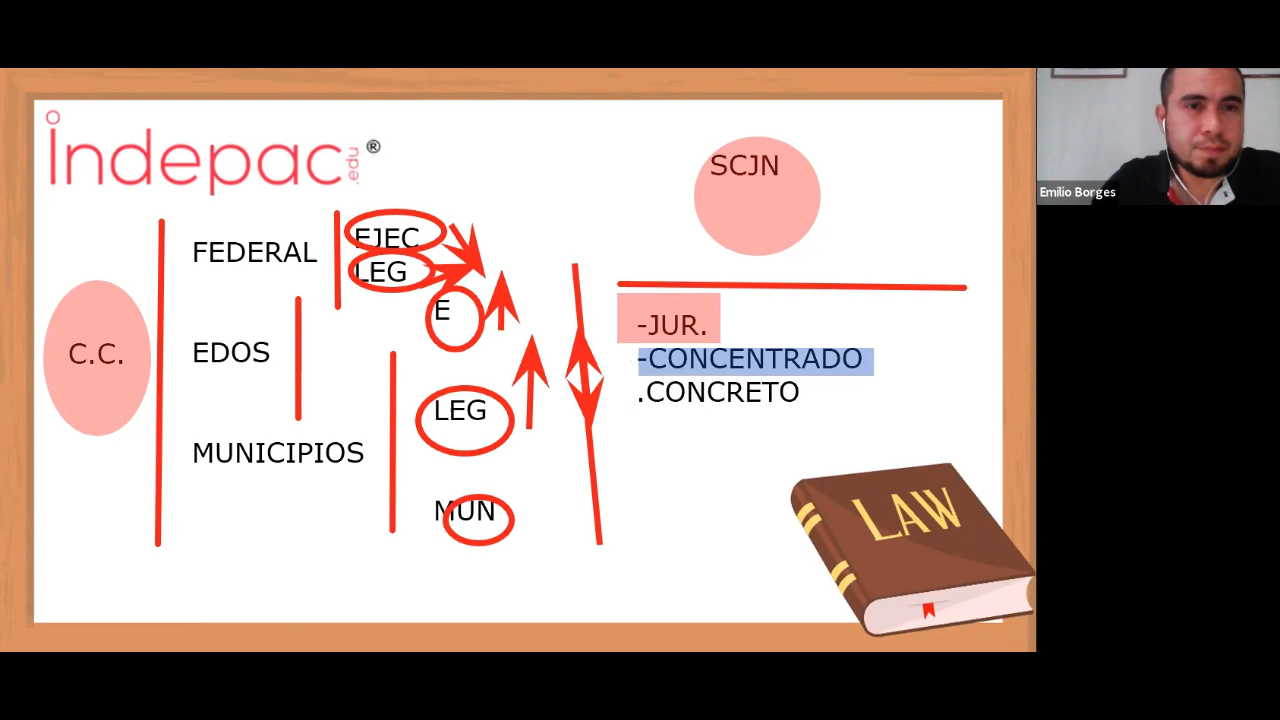 indepac .edu ®
C.C.
FEDERAL
EDOS
MUNICIPIOS
EJEC
LEG
E
LEG
MUN
SCJN
-JUR.
-CONCENTRADO
.CONCRETO
LAW
Emilio Borges